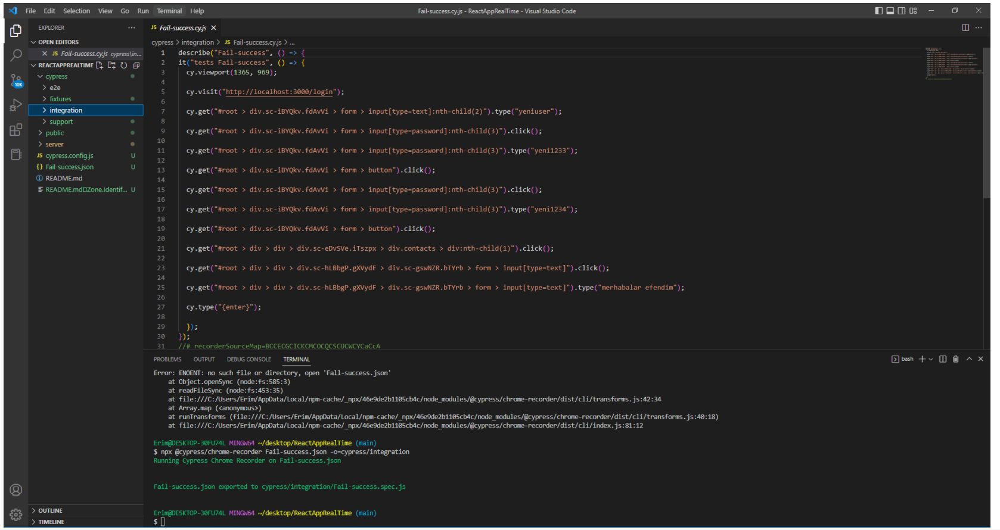 File Edit Selection View Go Run Terminal Help
Fail-success.cy.js - ReactAppRealTime - Visual Studio Code
EXPLORER
OPEN EDITORS
JS Fail-success.cy.js cypress\in...
REACTAPPREALTIME
cypress
e2e
fixtures
integration
support
public
server
JS cypress.config.js U
{} Fail-success.json U
README.md
README.md▯Zone.Identif... U
OUTLINE
TIMELINE
10K
JS Fail-success.cy.js
cypress > integration > JS Fail-success.cy.js > ...
1 describe("Fail-success", () => {
2 it("tests Fail-success", () => {
3 cy.viewport(1365, 969);
4
5 cy.visit("http://localhost:3000/login");
6
7 cy.get("#root > div.sc-iBYQkv.fdAvVi > form > input[type=text]:nth-child(2)").type("yeniuser");
8
9 cy.get("#root > div.sc-iBYQkv.fdAvVi > form > input[type=password]:nth-child(3)").click();
10
11 cy.get("#root > div.sc-iBYQkv.fdAvVi > form > input[type=password]:nth-child(3)").type("yeni1233");
12
13 cy.get("#root > div.sc-iBYQkv.fdAvVi > form > button").click();
14
15 cy.get("#root > div.sc-iBYQkv.fdAvVi > form > input[type=password]:nth-child(3)").click();
16
17 cy.get("#root > div.sc-iBYQkv.fdAvVi > form > input[type=password]:nth-child(3)").type("yeni1234");
18
19 cy.get("#root > div.sc-iBYQkv.fdAvVi > form > button").click();
20
21 cy.get("#root > div > div > div.sc-eDvSVe.iTszpx > div.contacts > div:nth-child(1)").click();
22
23 cy.get("#root > div > div > div.sc-hLBbgP.gXVydF > div.sc-gswNZR.bTYrb > form > input[type=text]").click();
24
25 cy.get("#root > div > div > div.sc-hLBbgP.gXVydF > div.sc-gswNZR.bTYrb > form > input[type=text]").type("merhabalar efendim");
26
27 cy.type("{enter}");
28
29 });
30 });
31 //# recorderSourceMap=BCCECGCICKCMCOCQCSCUCWCYCaCcA
PROBLEMS OUTPUT DEBUG CONSOLE TERMINAL
bash
Error: ENOENT: no such file or directory, open 'Fall-success.json'
at Object.openSync (node:fs:585:3)
at readFileSync (node:fs:453:35)
at file:///C:/Users/Erim/AppData/Local/npm-cache/_npx/46e9de2b1105cb4c/node_modules/@cypress/chrome-recorder/dist/cli/transforms.js:42:34
at Array.map (<anonymous>)
at runTransforms (file:///C:/Users/Erim/AppData/Local/npm-cache/_npx/46e9de2b1105cb4c/node_modules/@cypress/chrome-recorder/dist/cli/transforms.js:40:18)
at file:///C:/Users/Erim/AppData/Local/npm-cache/_npx/46e9de2b1105cb4c/node_modules/@cypress/chrome-recorder/dist/cli/index.js:81:12
Erim@DESKTOP-30FU74L MINGW64 ~/desktop/ReactAppRealTime (main)
$ npx @cypress/chrome-recorder Fail-success.json -o=cypress/integration
Running Cypress Chrome Recorder on Fail-success.json
Fail-success.json exported to cypress/integration/Fail-success.spec.js
Erim@DESKTOP-30FU74L MINGW64 ~/desktop/ReactAppRealTime (main)
$